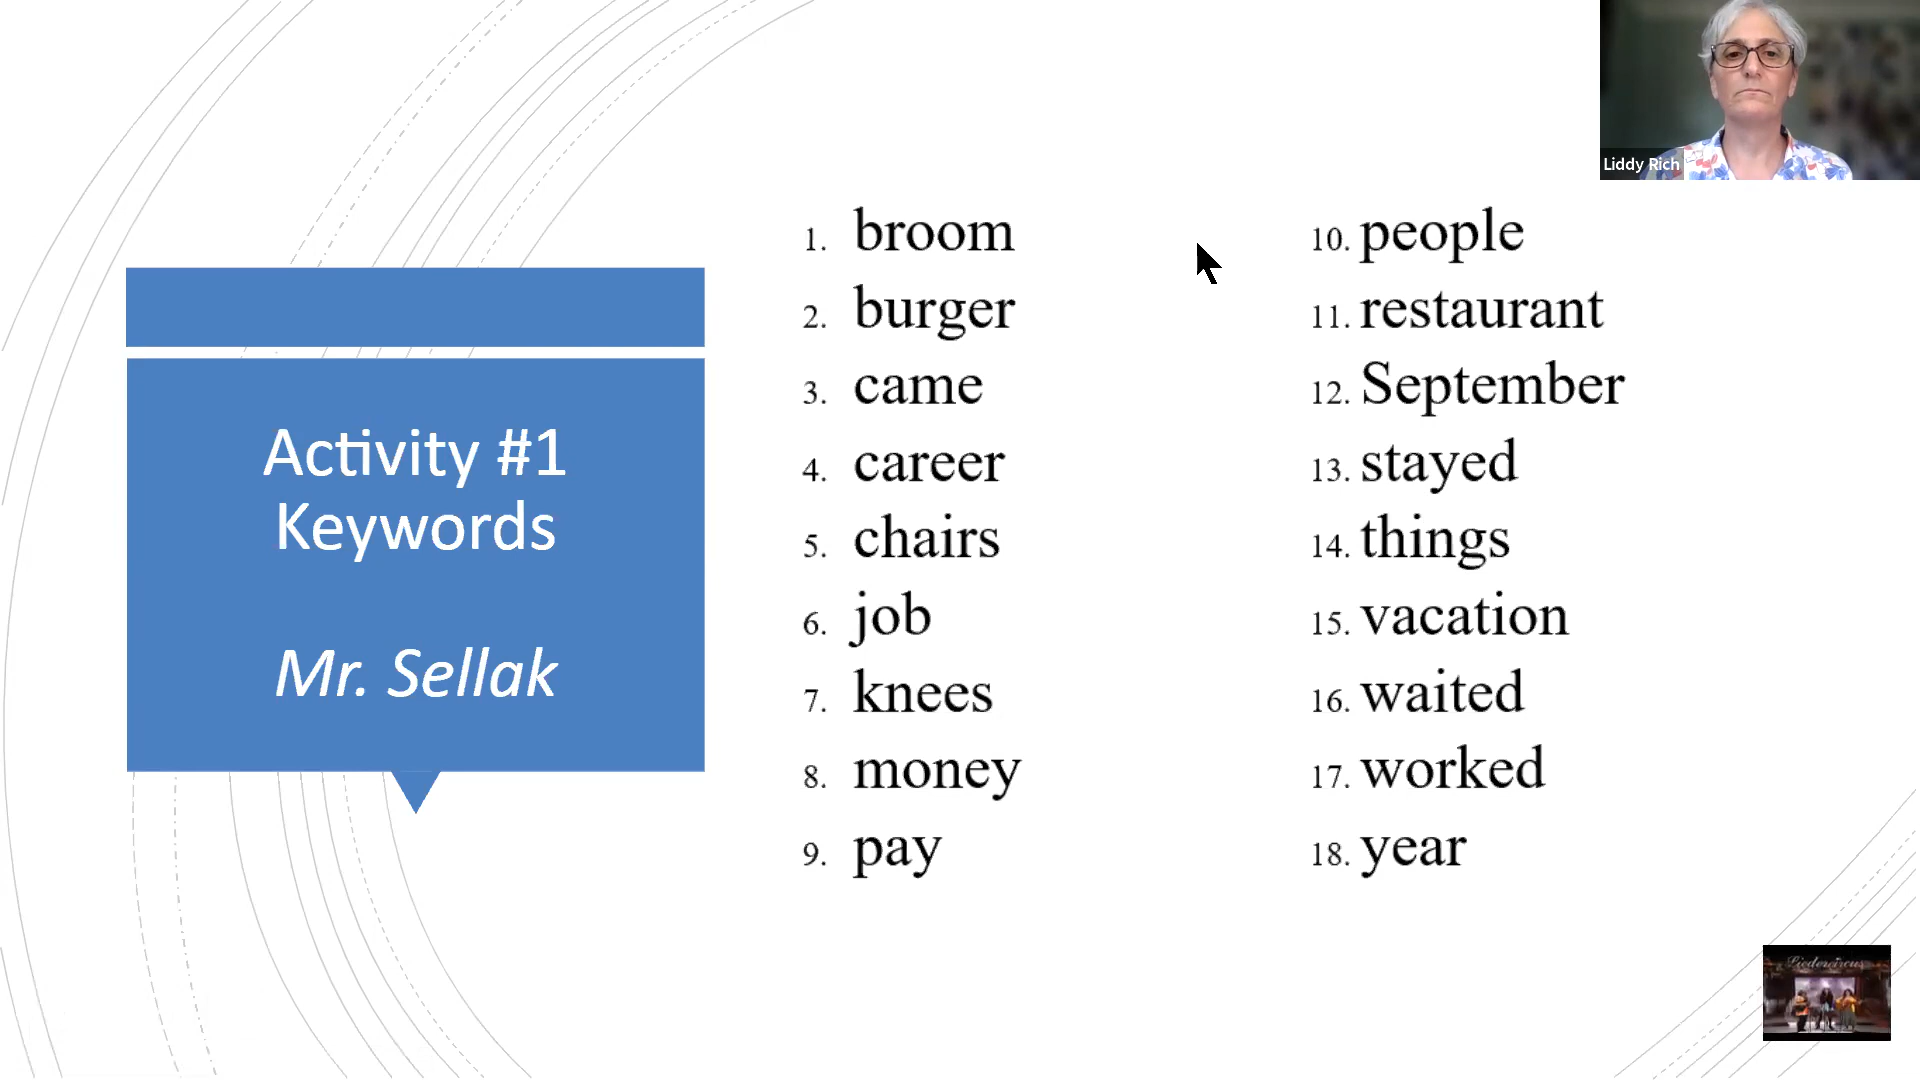 Liddy Rich
Activity #1
Keywords
Mr. Sellak
1. broom
2. burger
3. came
4. career
5. chairs
6. job
7. knees
8. money
9. pay
10. people
11. restaurant
12. September
13. stayed
14. things
15. vacation
16. waited
17. worked
18. year
Liedercircus